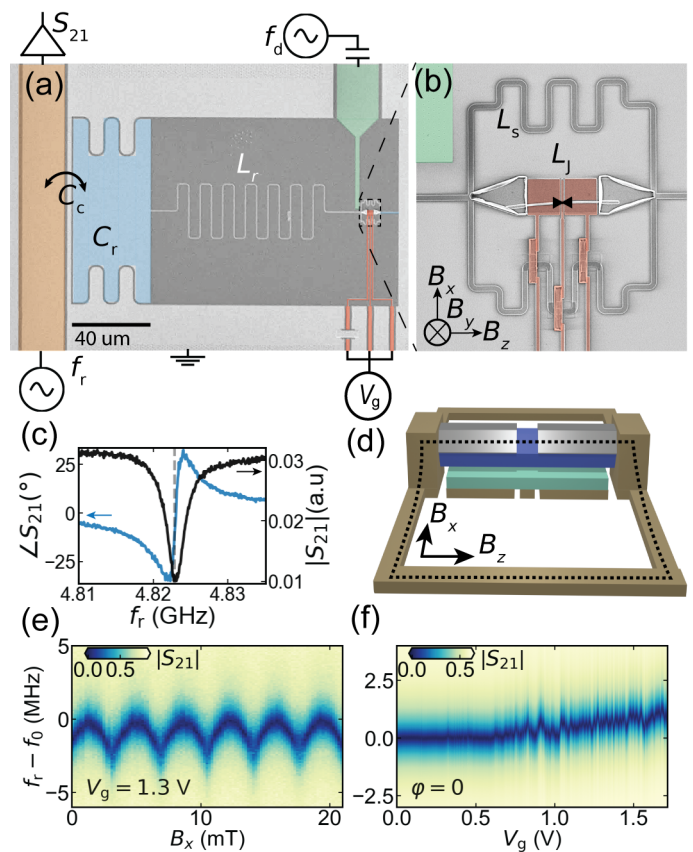 S21
fd
(a)
(b)
Ls
Lr
LJ
Cc
Cr
Bx
By
Bz
40 um
fr
Vg
(c)
(d)
25
0
−25
∠S21(°)
0.03
0.02
0.01
|S21|(a.u)
4.81 4.82 4.83
fr (GHz)
Bx
Bz
(e)
(f)
0.0 0.5 |S21|
0.0 0.5 |S21|
5
0
−5
fr − f0 (MHz)
Vg = 1.3 V
0 10 20
Bx (mT)
2.5
0.0
-2.5
φ = 0
0.0 0.5 1.0 1.5
Vg (V)